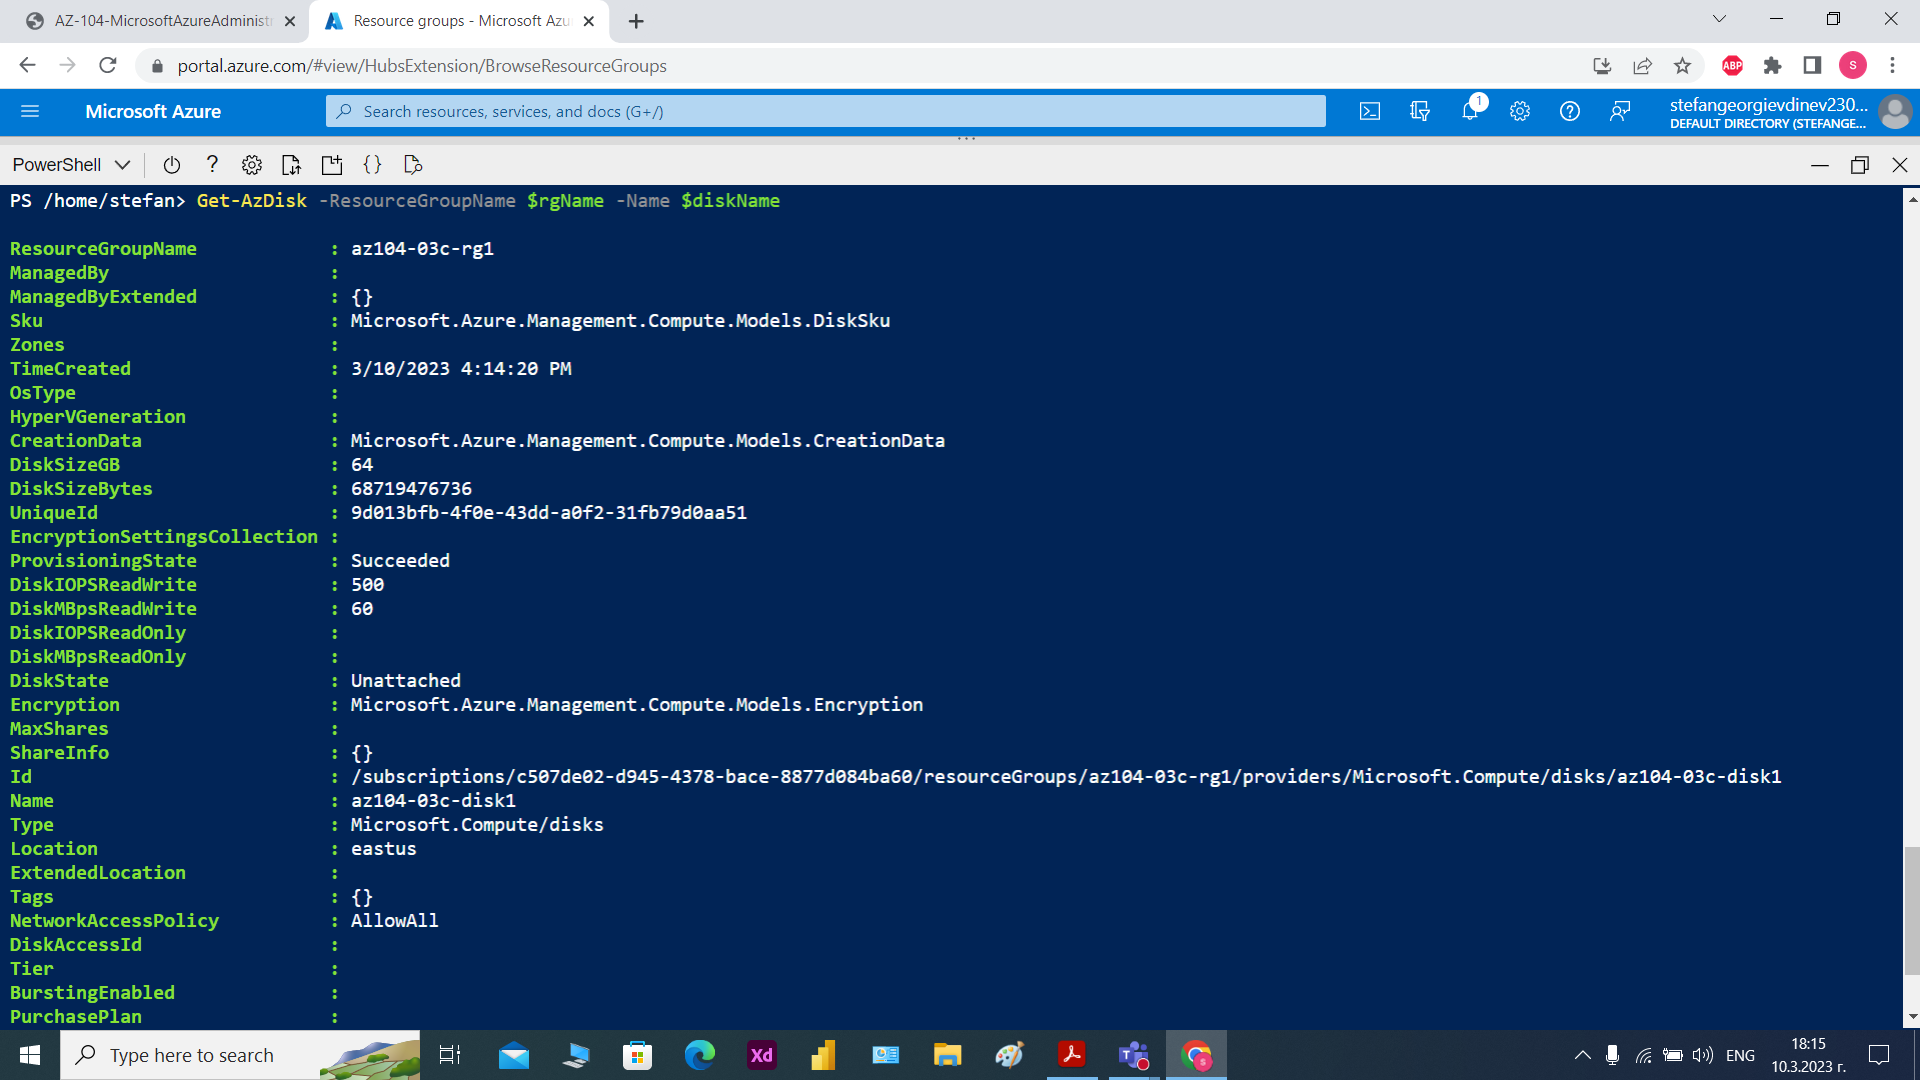 AZ-104-MicrosoftAzureAdministr
Resource groups - Microsoft Azu
portal.azure.com/#view/HubsExtension/BrowseResourceGroups
ABP
S
Microsoft Azure
Search resources, services, and docs (G+/)
1
stefangeorgievdinev230...
DEFAULT DIRECTORY (STEFANGE...
PowerShell
PS /home/stefan> Get-AzDisk -ResourceGroupName $rgName -Name $diskName
ResourceGroupName : az104-03c-rg1
ManagedBy :
ManagedByExtended : {}
Sku : Microsoft.Azure.Management.Compute.Models.DiskSku
Zones :
TimeCreated : 3/10/2023 4:14:20 PM
OsType :
HyperVGeneration :
CreationData : Microsoft.Azure.Management.Compute.Models.CreationData
DiskSizeGB : 64
DiskSizeBytes : 68719476736
UniqueId : 9d013bfb-4f0e-43dd-a0f2-31fb79d0aa51
EncryptionSettingsCollection :
ProvisioningState : Succeeded
DiskIOPSReadWrite : 500
DiskMBpsReadWrite : 60
DiskIOPSReadOnly :
DiskMBpsReadOnly :
DiskState : Unattached
Encryption : Microsoft.Azure.Management.Compute.Models.Encryption
MaxShares :
ShareInfo : {}
Id : /subscriptions/c507de02-d945-4378-bace-8877d084ba60/resourceGroups/az104-03c-rg1/providers/Microsoft.Compute/disks/az104-03c-disk1
Name : az104-03c-disk1
Type : Microsoft.Compute/disks
Location : eastus
ExtendedLocation :
Tags : {}
NetworkAccessPolicy : AllowAll
DiskAccessId :
Tier :
BurstingEnabled :
PurchasePlan :
Type here to search
Xd
ENG
18:15
10.3.2023 г.